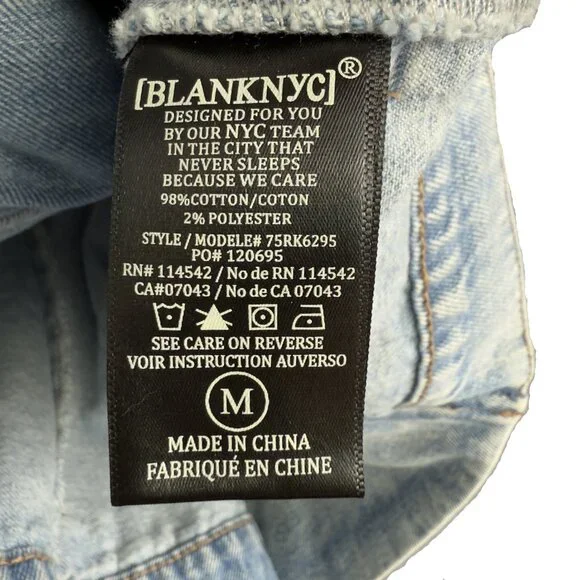 [BLANKNYC]®
DESIGNED FOR YOU
BY OUR NYC TEAM
IN THE CITY THAT
NEVER SLEEPS
BECAUSE WE CARE
98%COTTON/COTON
2% POLYESTER
STYLE / MODELE# 75RK6295
PO# 120695
RN# 114542 / No de RN 114542
CA#07043 / No de CA 07043
SEE CARE ON REVERSE
VOIR INSTRUCTION AUVERSO
M
MADE IN CHINA
FABRIQUÉ EN CHINE